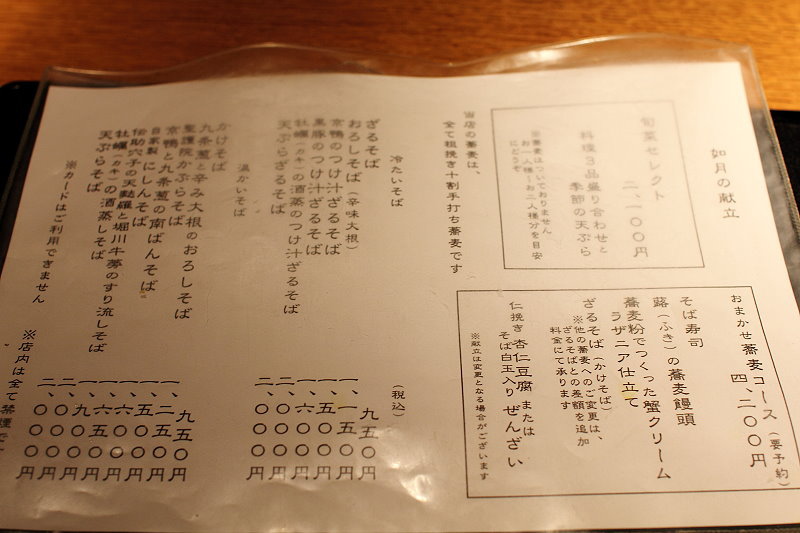 如月の献立
旬菜セレクト
二、一〇〇円
料理3品盛り合わせと
季節の天ぷら
※蕎麦はついておりません
お一人様〜お二人様分を目安
にどうぞ
おまかせ蕎麦コース（要予約）
四、二〇〇円
そば寿司
蕗（ふき）の蕎麦饅頭
蕎麦粉でつくった蟹クリーム
ラザニア仕立て
ざるそば（かけそば）
※他の蕎麦へのご変更は、
ざるそばとの差額を追加
料金にて承ります
仁挽き杏仁豆腐 または
そば白玉入り ぜんざい
※献立は変更となる場合がございます
当店の蕎麦は、
全て粗挽き十割手打ち蕎麦です
冷たいそば
（税込）
ざるそば 九五〇円
おろしそば（辛味大根） 一、一五〇円
京鴨のつけ汁ざるそば 一、五〇〇円
黒豚のつけ汁ざるそば 一、六〇〇円
牡蠣（カキ）の酒蒸のつけ汁ざるそば 二、〇〇〇円
天ぷらざるそば 二、〇〇〇円
温かいそば
かけそば 九五〇円
九条葱と辛み大根のおろしそば 一、二五〇円
聖護院かぶらそば 一、五〇〇円
京鴨と九条葱の南ばんそば 一、六〇〇円
自家製にしんそば 一、六五〇円
伝助穴子の天麩羅と堀川牛蒡のすり流しそば 一、九〇〇円
牡蠣（カキ）の酒蒸しそば 二、〇〇〇円
天ぷらそば 二、〇〇〇円
※カードはご利用できません
※店内は全て禁煙で